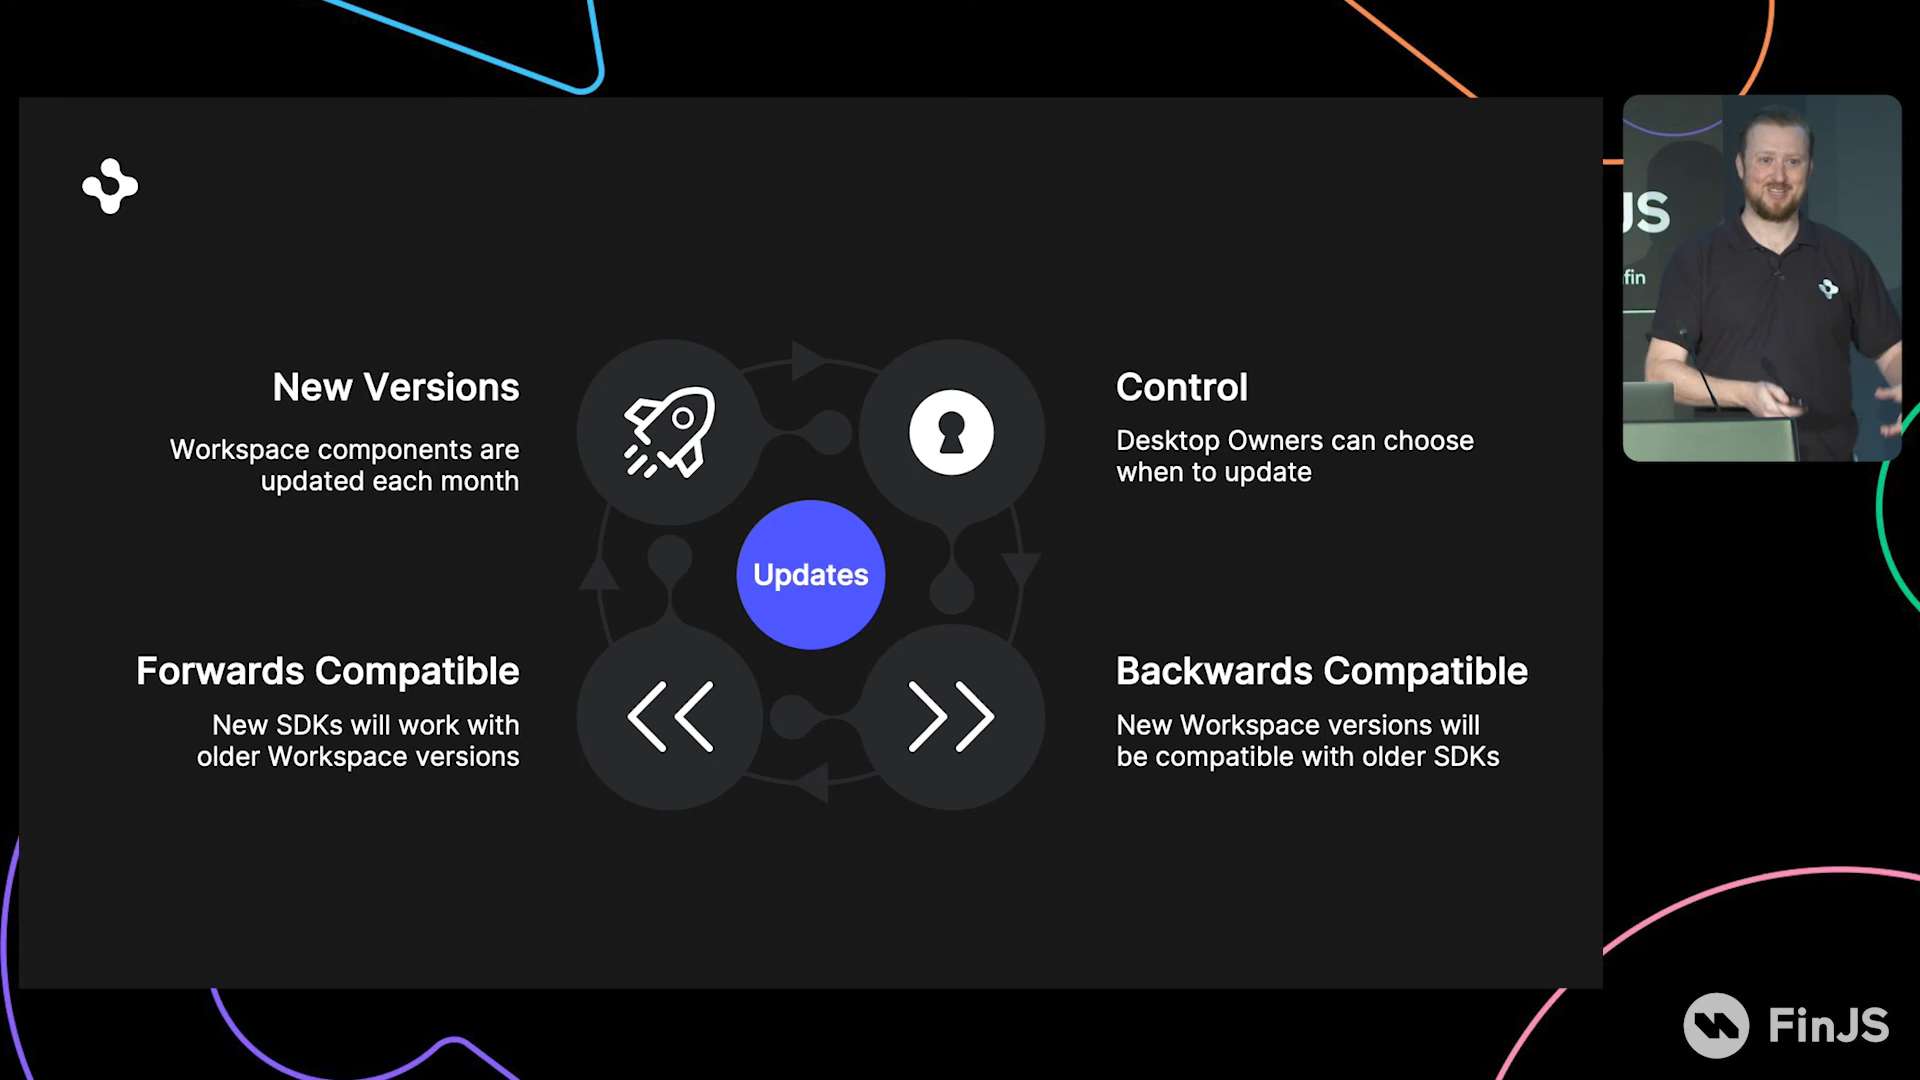 New Versions
Workspace components are
updated each month
Control
Desktop Owners can choose
when to update
Updates
Forwards Compatible
New SDKs will work with
older Workspace versions
Backwards Compatible
New Workspace versions will
be compatible with older SDKs
JS
fin
FinJS